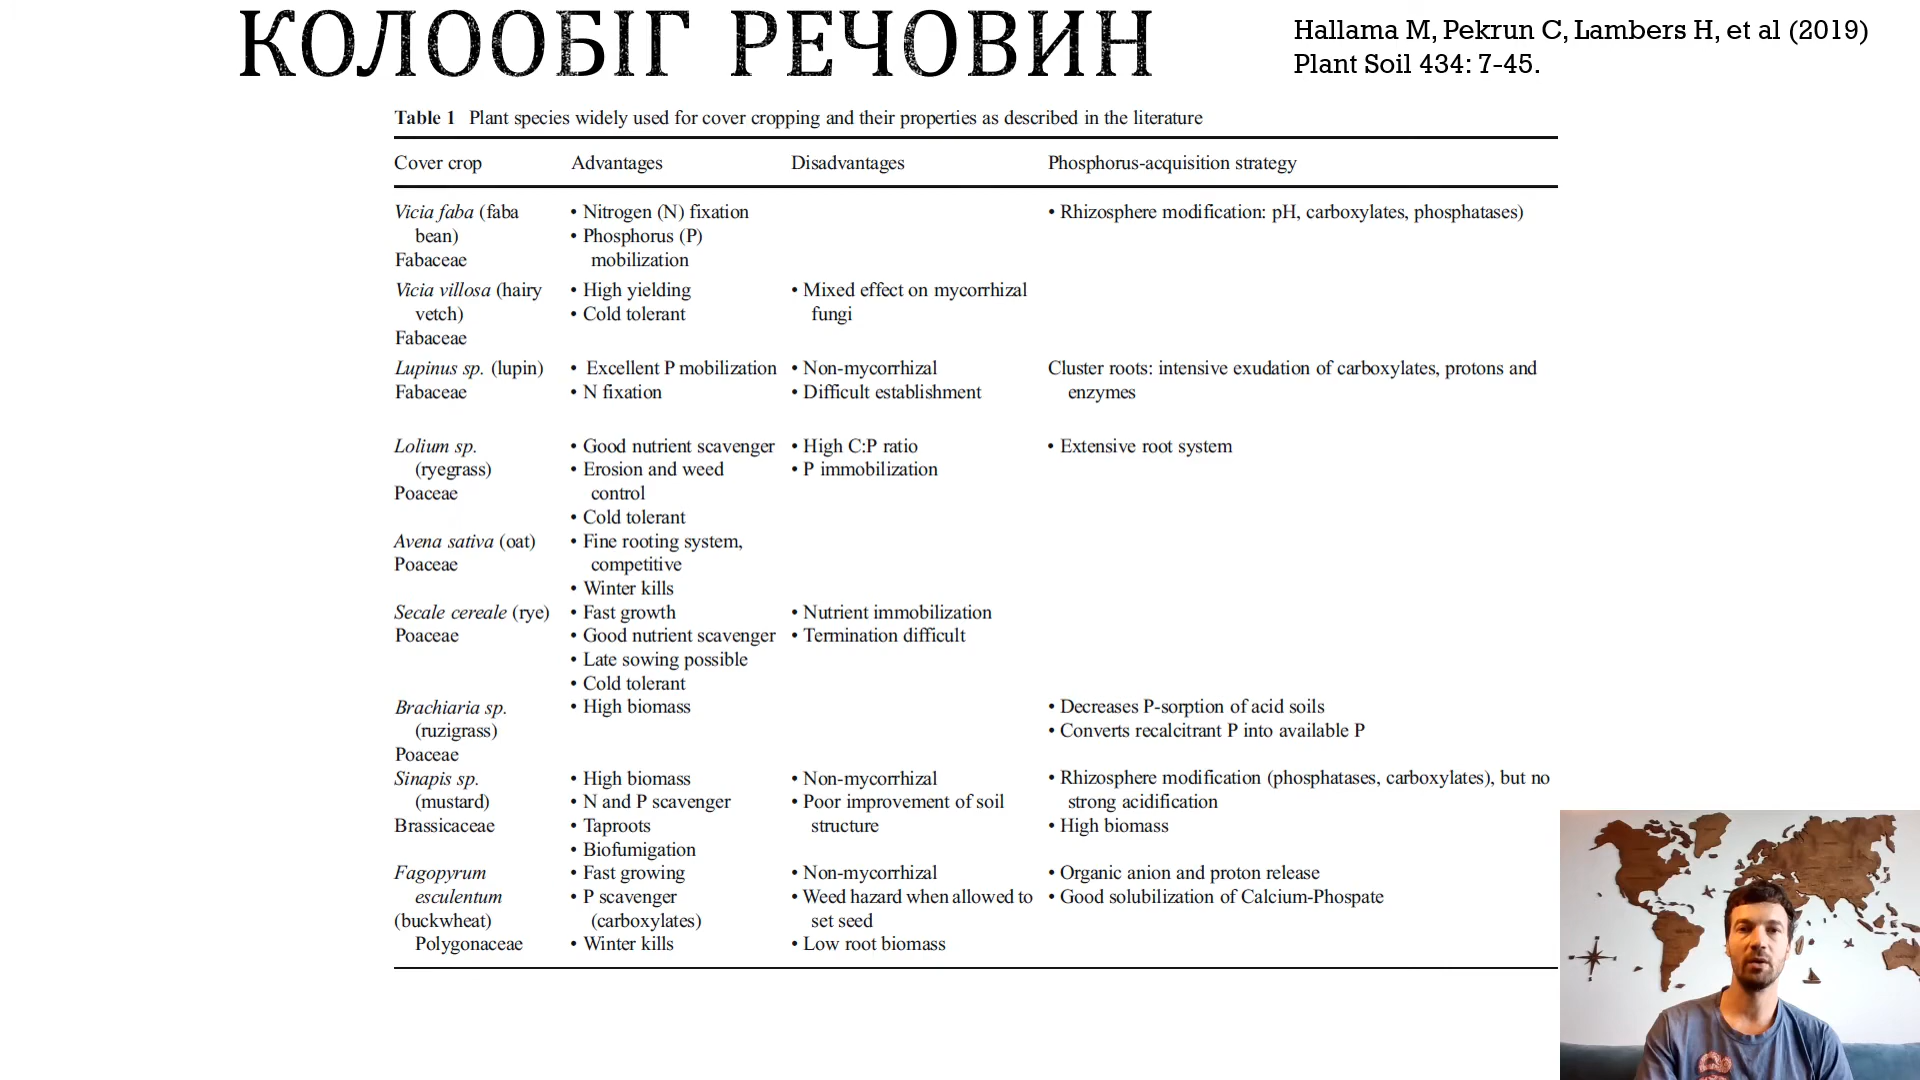 КОЛООБІГ РЕЧОВИН
Hallama M, Pekrun C, Lambers H, et al (2019)
Plant Soil 434: 7-45.
Table 1 Plant species widely used for cover cropping and their properties as described in the literature
Cover crop Advantages Disadvantages Phosphorus-acquisition strategy
Vicia faba (faba • Nitrogen (N) fixation • Rhizosphere modification: pH, carboxylates, phosphatases)
bean) • Phosphorus (P)
Fabaceae mobilization
Vicia villosa (hairy • High yielding • Mixed effect on mycorrhizal
vetch) • Cold tolerant fungi
Fabaceae
Lupinus sp. (lupin) • Excellent P mobilization • Non-mycorrhizal Cluster roots: intensive exudation of carboxylates, protons and
Fabaceae • N fixation • Difficult establishment enzymes
Lolium sp. • Good nutrient scavenger • High C:P ratio • Extensive root system
(ryegrass) • Erosion and weed • P immobilization
Poaceae control
• Cold tolerant
Avena sativa (oat) • Fine rooting system,
Poaceae competitive
• Winter kills
Secale cereale (rye) • Fast growth • Nutrient immobilization
Poaceae • Good nutrient scavenger • Termination difficult
• Late sowing possible
• Cold tolerant
Brachiaria sp. • High biomass • Decreases P-sorption of acid soils
(ruzigrass) • Converts recalcitrant P into available P
Poaceae
Sinapis sp. • High biomass • Non-mycorrhizal • Rhizosphere modification (phosphatases, carboxylates), but no
(mustard) • N and P scavenger • Poor improvement of soil strong acidification
Brassicaceae • Taproots structure • High biomass
• Biofumigation
Fagopyrum • Fast growing • Non-mycorrhizal • Organic anion and proton release
esculentum • P scavenger • Weed hazard when allowed to • Good solubilization of Calcium-Phospate
(buckwheat) (carboxylates) set seed
Polygonaceae • Winter kills • Low root biomass